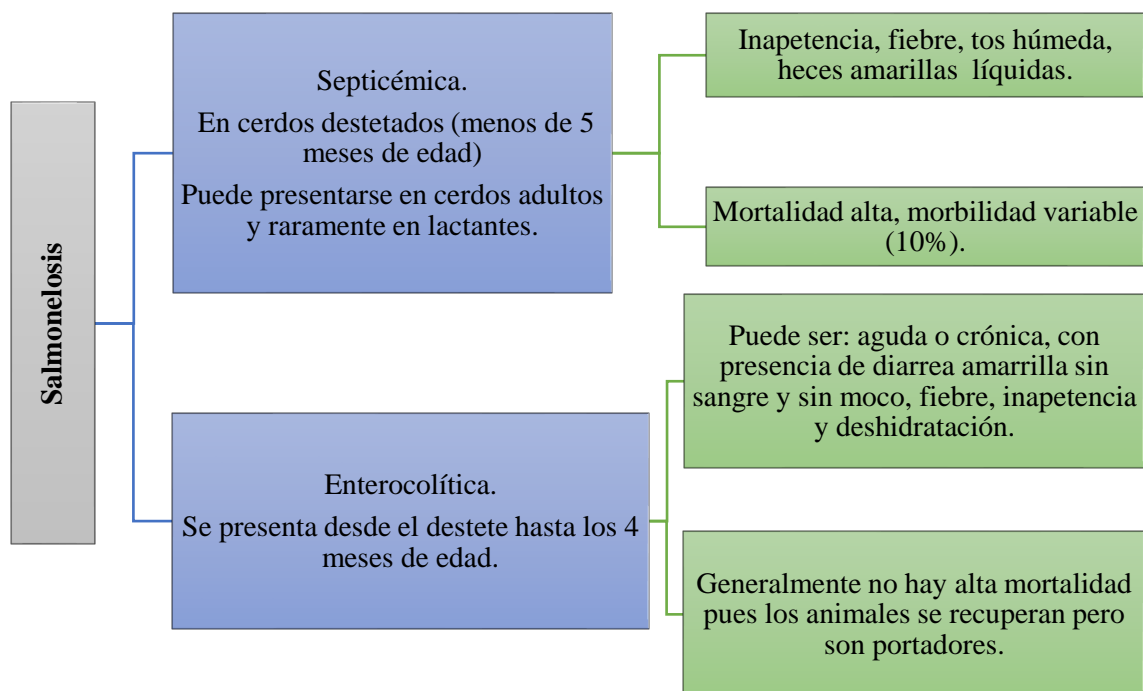 Salmonelosis
Septicémica.
En cerdos destetados (menos de 5
meses de edad)
Puede presentarse en cerdos adultos
y raramente en lactantes.
Inapetencia, fiebre, tos húmeda,
heces amarillas líquidas.
Mortalidad alta, morbilidad variable
(10%).
Enterocolítica.
Se presenta desde el destete hasta los 4
meses de edad.
Puede ser: aguda o crónica, con
presencia de diarrea amarrilla sin
sangre y sin moco, fiebre, inapetencia
y deshidratación.
Generalmente no hay alta mortalidad
pues los animales se recuperan pero
son portadores.